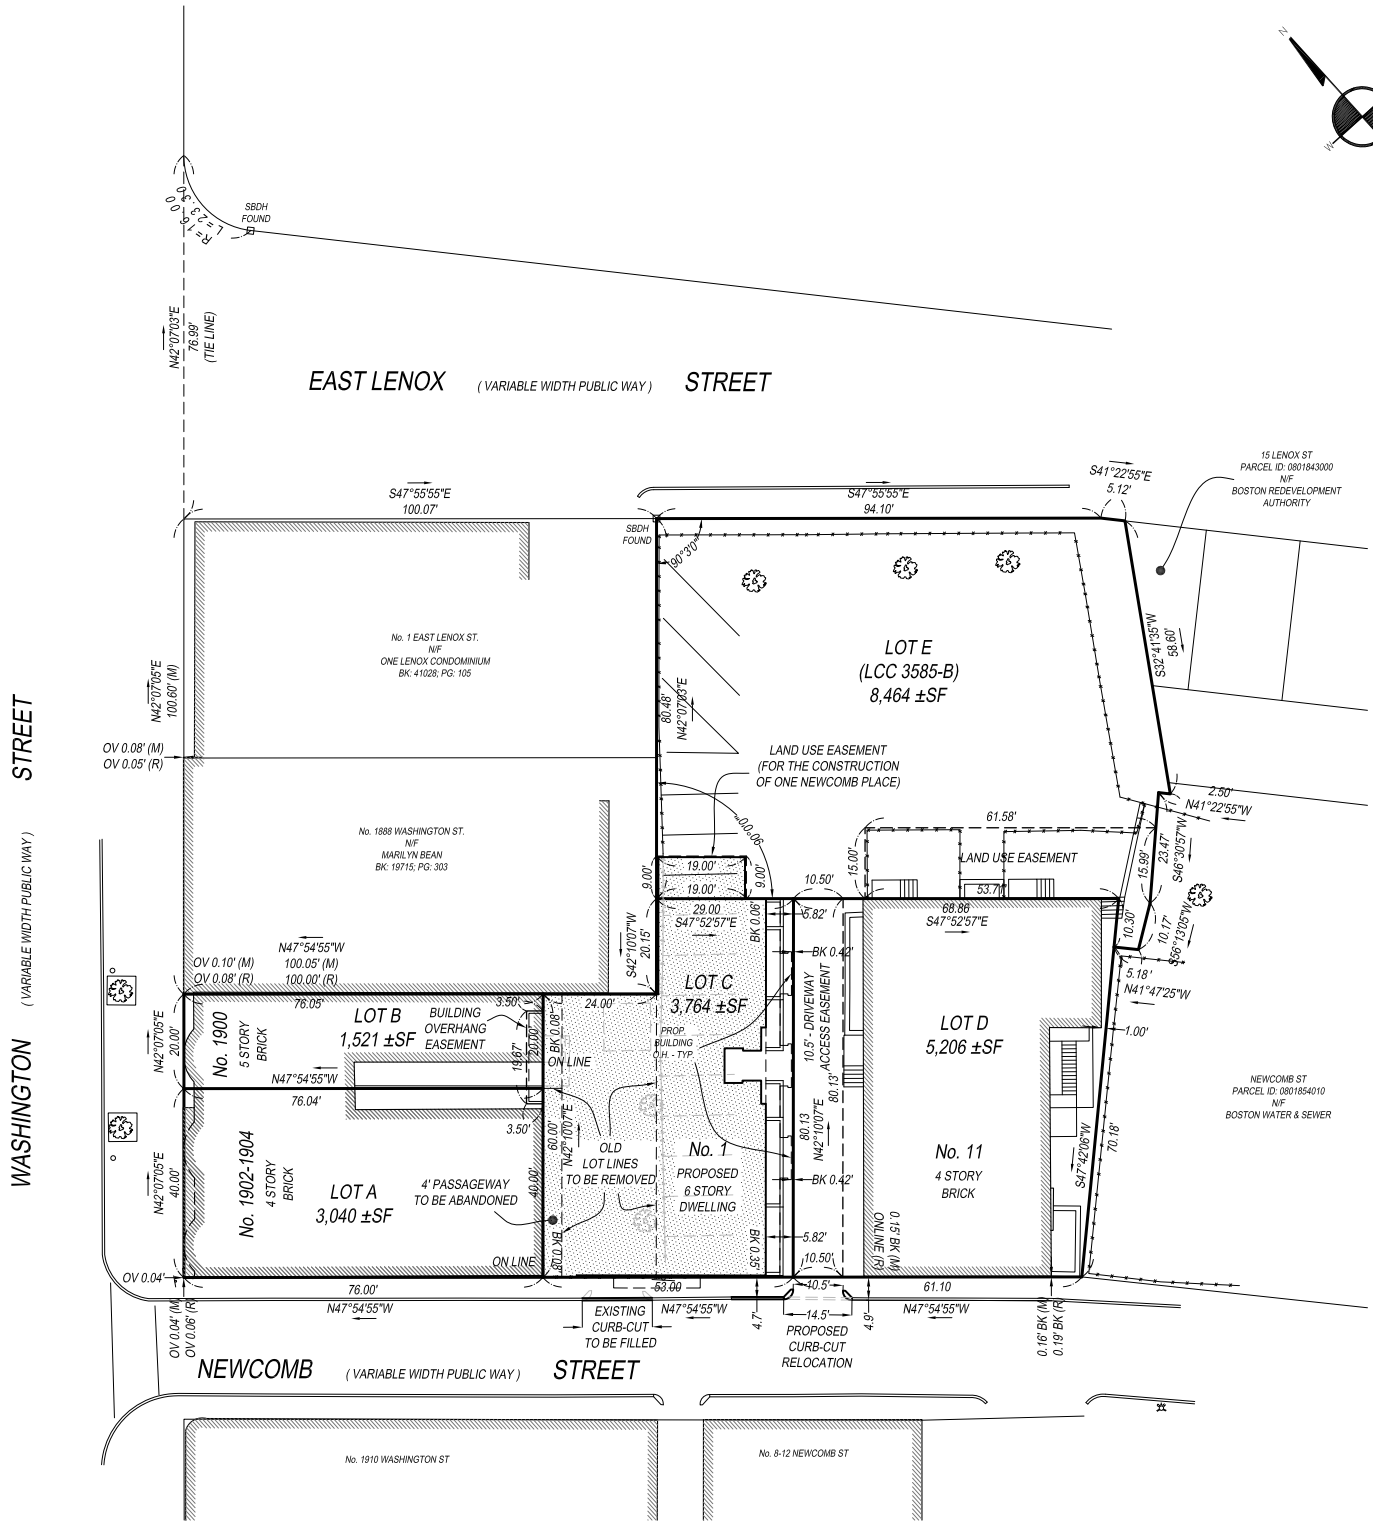 N
W
SBDH
FOUND
R=16.00
L=23.30
N42°07'03"E
76.99'
(TIE LINE)
EAST LENOX ( VARIABLE WIDTH PUBLIC WAY ) STREET
15 LENOX ST
PARCEL ID: 0801843000
N/F
BOSTON REDEVELOPMENT
AUTHORITY
S47°55'55"E
100.07'
S47°55'55"E
94.10'
S41°22'55"E
5.12'
SBDH
FOUND
90°3'0"
No. 1 EAST LENOX ST.
N/F
ONE LENOX CONDOMINIUM
BK: 41028; PG: 105
LOT E
(LCC 3585-B)
8,464 ±SF
S32°41'35"W
58.60'
N42°07'05"E
100.60' (M)
80.48'
N42°07'03"E
OV 0.08' (M)
OV 0.05' (R)
LAND USE EASEMENT
(FOR THE CONSTRUCTION
OF ONE NEWCOMB PLACE)
90°0'0"
2.50'
N41°22'55"W
61.58'
No. 1888 WASHINGTON ST.
N/F
MARILYN BEAN
BK: 19715; PG: 303
LAND USE EASEMENT
15.00'
15.99'
23.47'
S46°30'57"W
9.00'
19.00'
9.00'
19.00'
10.50'
53.71'
29.00
S47°52'57"E
68.86
S47°52'57"E
BK 0.06'
5.82'
10.30'
10.17'
S56°13'05"W
5.18'
N41°47'25"W
N47°54'55"W
100.05' (M)
100.00' (R)
OV 0.10' (M)
OV 0.08' (R)
S42°10'07"W
20.15'
BK 0.42'
LOT C
3,764 ±SF
PROP.
BUILDING
O.H. - TYP.
10.5' - DRIVEWAY
ACCESS EASEMENT
LOT D
5,206 ±SF
1.00'
76.05'
3.50'
24.00'
No. 1900
5 STORY
BRICK
LOT B
1,521 ±SF
BUILDING
OVERHANG
EASEMENT
19.67'
20.00'
BK 0.08'
ON LINE
N42°07'05"E
20.00'
N47°54'55"W
76.04'
3.50'
NEWCOMB ST
PARCEL ID: 0801854010
N/F
BOSTON WATER & SEWER
80.13
N42°10'07"E
80.13'
60.00'
N42°10'07"E
OLD
LOT LINES
TO BE REMOVED
No. 1
PROPOSED
6 STORY
DWELLING
No. 11
4 STORY
BRICK
S47°42'06"W
70.18'
N42°07'05"E
40.00'
No. 1902-1904
4 STORY
BRICK
LOT A
3,040 ±SF
4' PASSAGEWAY
TO BE ABANDONED
40.00'
BK 0.42'
BK 0.08'
BK 0.35'
5.82'
10.50'
0.15' BK (M)
ONLINE (R)
ON LINE
OV 0.04'
76.00'
N47°54'55"W
53.00
N47°54'55"W
10.5'
61.10
N47°54'55"W
OV 0.04' (M)
OV 0.06' (R)
EXISTING
CURB-CUT
TO BE FILLED
4.7'
14.5'
4.9'
PROPOSED
CURB-CUT
RELOCATION
0.16' BK (M)
0.19' BK (R)
WASHINGTON ( VARIABLE WIDTH PUBLIC WAY ) STREET
NEWCOMB ( VARIABLE WIDTH PUBLIC WAY ) STREET
No. 1910 WASHINGTON ST
No. 8-12 NEWCOMB ST